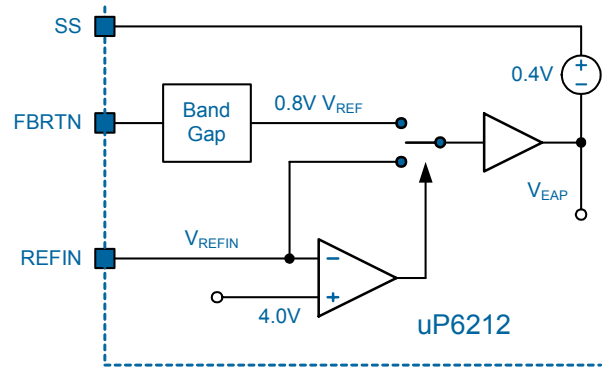 SS
0.4V
+
−
FBRTN
Band
Gap
0.8V VREF
VEAP
REFIN
VREFIN
−
+
4.0V
uP6212